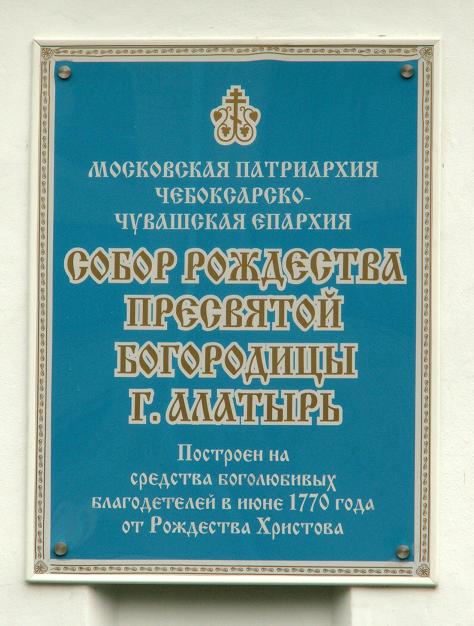 МОСКОВСКАЯ ПАТРИАРХИЯ
ЧЕБОКСАРСКО-
ЧУВАШСКАЯ ЕПАРХИЯ
СОБОР РОЖДЕСТВА
ПРЕСВЯТОЙ
БОГОРОДИЦЫ
Г. АЛАТЫРЬ
Построен на
средства боголюбивых
благодетелей в июне 1770 года
от Рождества Христова